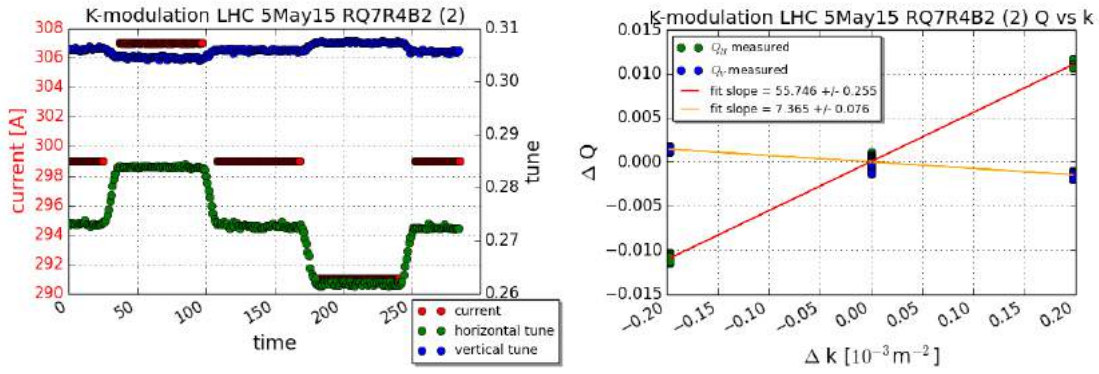 K-modulation LHC 5May15 RQ7R4B2 (2)
308
306
304
302
300
298
296
294
292
290
current [A]
0.31
0.30
0.29
0.28
0.27
0.26
tune
0
50
100
150
200
250
300
time
current
horizontal tune
vertical tune
K-modulation LHC 5May15 RQ7R4B2 (2) Q vs k
Q_H measured
Q_V measured
fit slope = 55.746 +/- 0.255
fit slope = 7.365 +/- 0.076
0.015
0.010
0.005
0.000
−0.005
−0.010
−0.015
Δ Q
−0.20
−0.15
−0.10
−0.05
0.00
0.05
0.10
0.15
0.20
Δ k [10⁻³m⁻²]